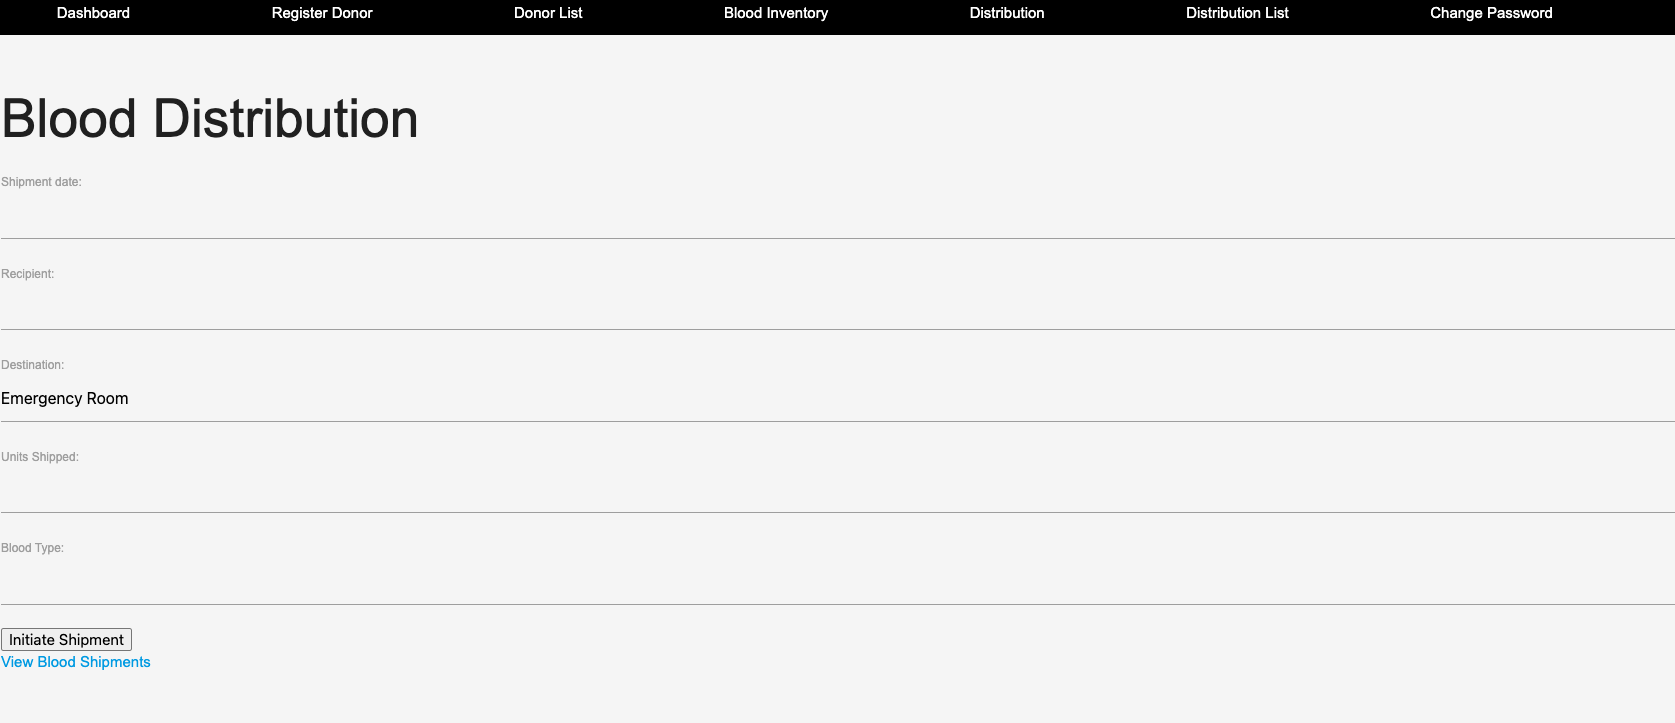 Dashboard Register Donor Donor List Blood Inventory Distribution Distribution List Change Password
Blood Distribution
Shipment date:
Recipient:
Destination:
Emergency Room
Units Shipped:
Blood Type:
Initiate Shipment
View Blood Shipments